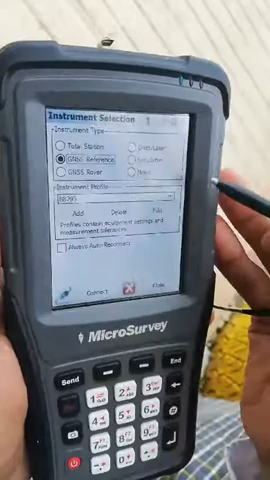 Instrument Selection
Instrument Type
Total Station
GNSS Reference
GNSS Rover
Simulator
None
Instrument Profile
Add Delete Edit
Profiles contain equipment settings and
measurement tolerances.
Always Auto-Reconnect
Connect Close
MicroSurvey
Send End
1 2 3
4 5 6
7 8 9
0